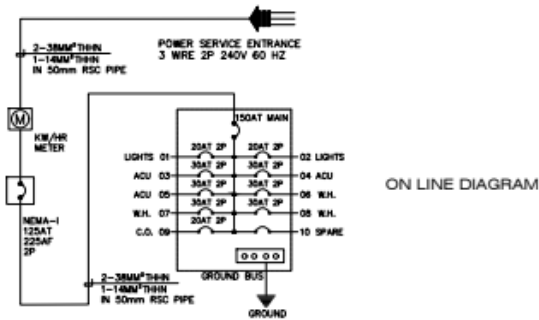 2-38MM²THHN
1-14MM²THHN
IN 50mm RSC PIPE
POWER SERVICE ENTRANCE
3 WIRE 2P 240V 60 HZ
M
KW/HR
METER
NEMA-I
125AT
225AF
2P
150AT MAIN
20AT 2P 20AT 2P
LIGHTS 01 02 LIGHTS
30AT 2P 30AT 2P
ACU 03 04 ACU
30AT 2P 30AT 2P
ACU 05 06 W.H.
30AT 2P 30AT 2P
W.H. 07 08 W.H.
20AT 2P
C.O. 09 10 SPARE
GROUND BUS
GROUND
2-38MM²THHN
1-14MM²THHN
IN 50mm RSC PIPE
ON LINE DIAGRAM